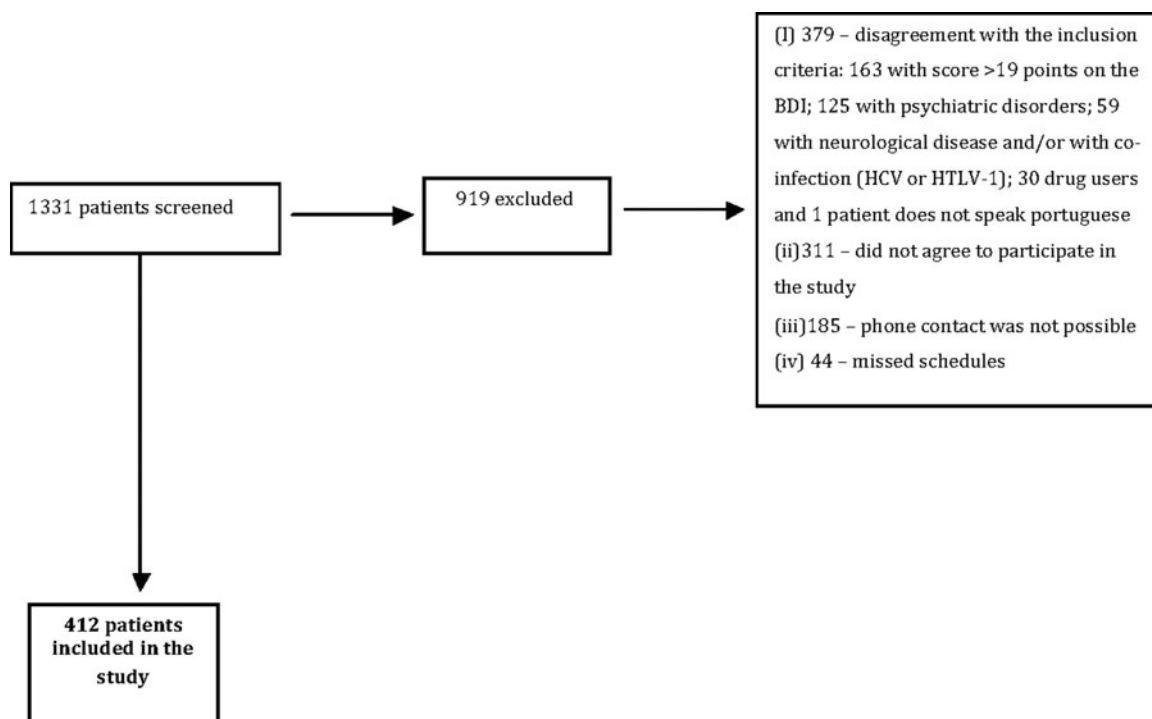 (I) 379 – disagreement with the inclusion
criteria: 163 with score >19 points on the
BDI; 125 with psychiatric disorders; 59
with neurological disease and/or with co-
infection (HCV or HTLV-1); 30 drug users
and 1 patient does not speak portuguese
(ii)311 – did not agree to participate in
the study
(iii)185 – phone contact was not possible
(iv) 44 – missed schedules
1331 patients screened
919 excluded
412 patients
included in the
study